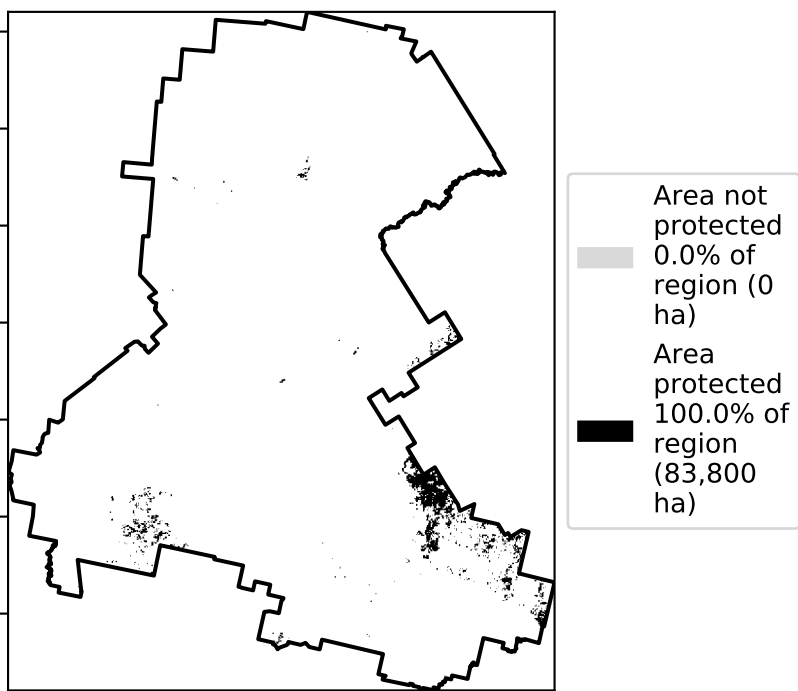 Area not
protected
0.0% of
region (0
ha)
Area
protected
100.0% of
region
(83,800
ha)